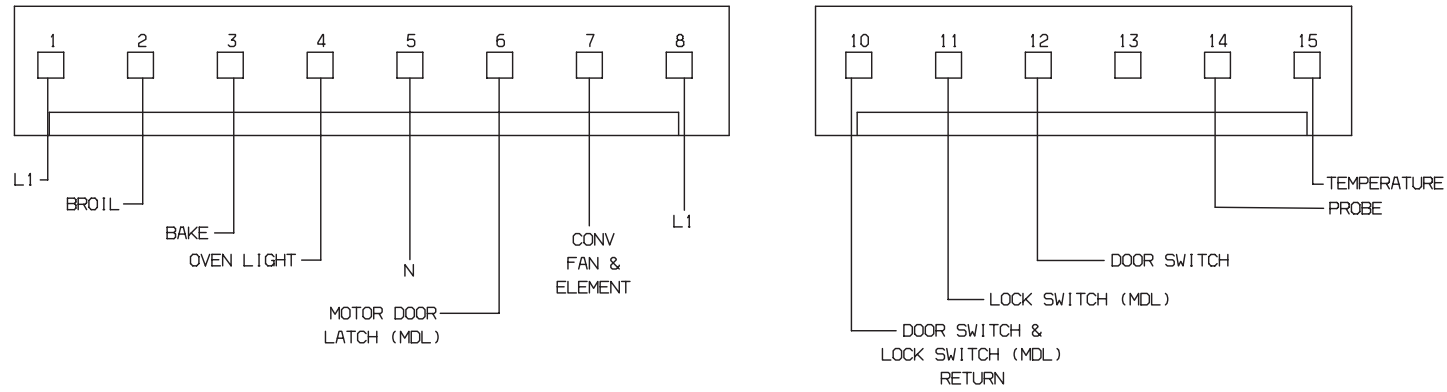 1 2 3 4 5 6 7 8
10 11 12 13 14 15
L1
BROIL
BAKE
OVEN LIGHT
N
MOTOR DOOR
LATCH (MDL)
CONV
FAN &
ELEMENT
L1
TEMPERATURE
PROBE
DOOR SWITCH
LOCK SWITCH (MDL)
DOOR SWITCH &
LOCK SWITCH (MDL)
RETURN